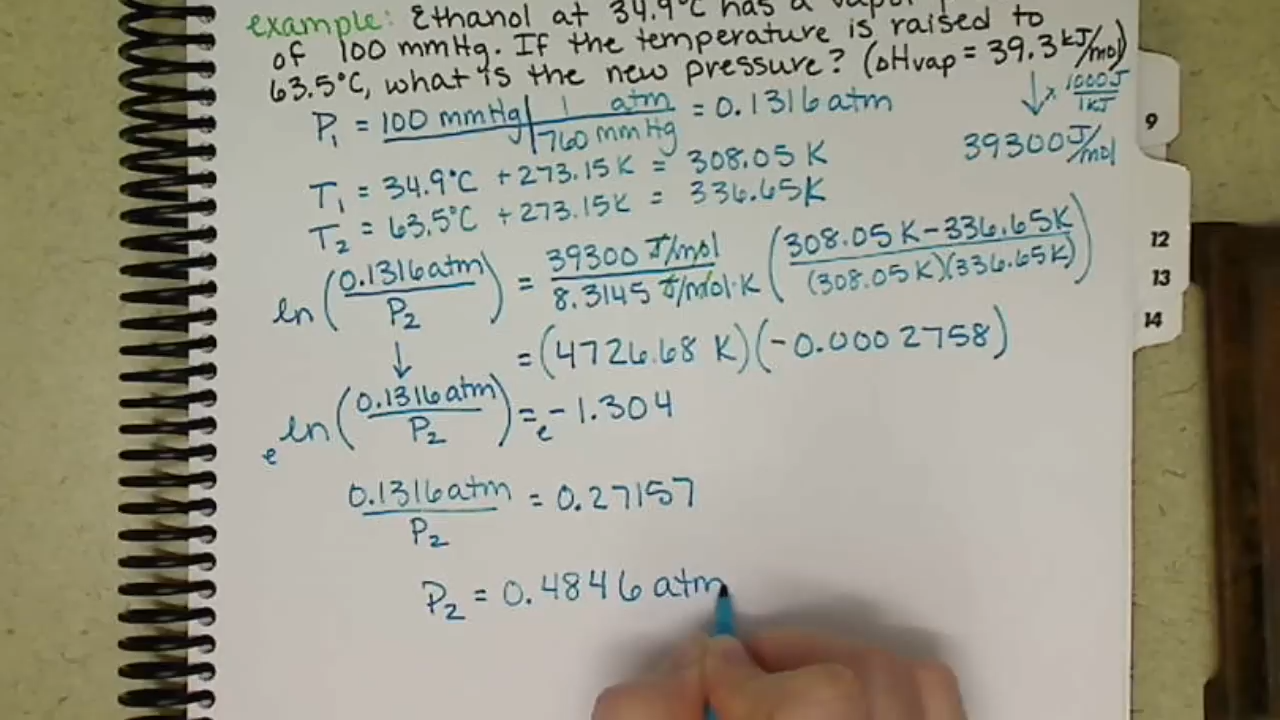 example: Ethanol at 34.9°C has a vapor
of 100 mmHg. If the temperature is raised to
63.5°C, what is the new pressure? (ΔHvap = 39.3 kJ/mol)
↓ × 1000J/1kJ
39300 J/mol
P₁ = 100 mmHg | 1 atm / 760 mmHg = 0.1316 atm
T₁ = 34.9°C + 273.15 K = 308.05 K
T₂ = 63.5°C + 273.15 K = 336.65 K
ln (0.1316 atm / P₂) = 39300 J/mol / 8.3145 J/mol·K (308.05 K - 336.65 K / (308.05 K)(336.65 K))
↓ = (4726.68 K)(-0.0002758)
e ln (0.1316 atm / P₂) = e -1.304
0.1316 atm / P₂ = 0.27157
P₂ = 0.4846 atm
9
12
13
14